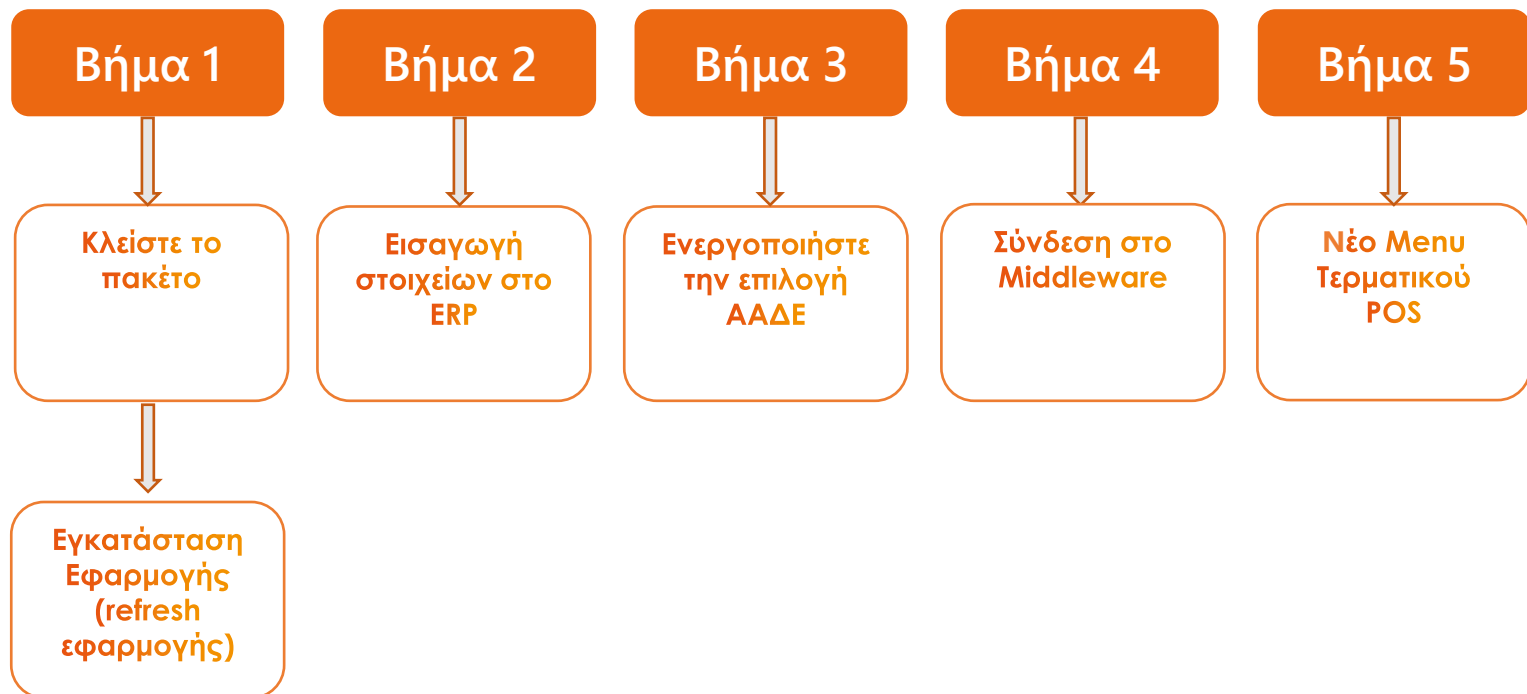 Βήμα 1
Βήμα 2
Βήμα 3
Βήμα 4
Βήμα 5
Κλείστε το
πακέτο
Εισαγωγή
στοιχείων στο
ERP
Ενεργοποιήστε
την επιλογή
ΑΑΔΕ
Σύνδεση στο
Middleware
Νέο Menu
Τερματικού
POS
Εγκατάσταση
Εφαρμογής
(refresh
εφαρμογής)